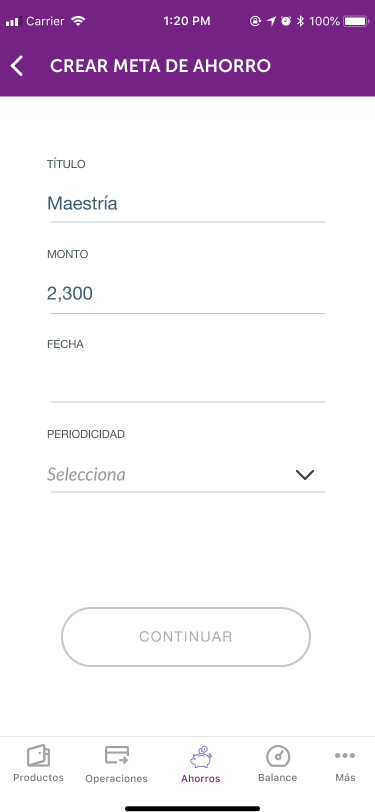 Carrier 1:20 PM 100%
CREAR META DE AHORRO
TÍTULO
Maestría
MONTO
2,300
FECHA
PERIODICIDAD
Selecciona
CONTINUAR
Productos Operaciones Ahorros Balance Más